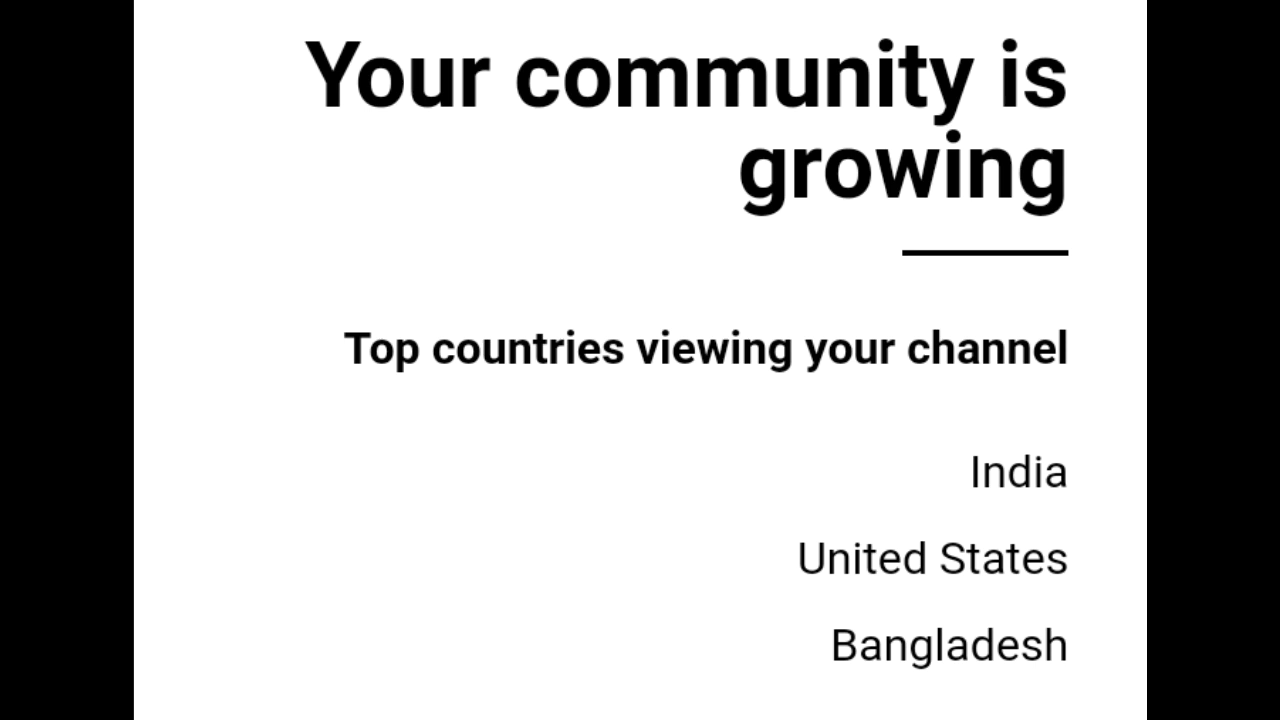 Your community is
growing
Top countries viewing your channel
India
United States
Bangladesh